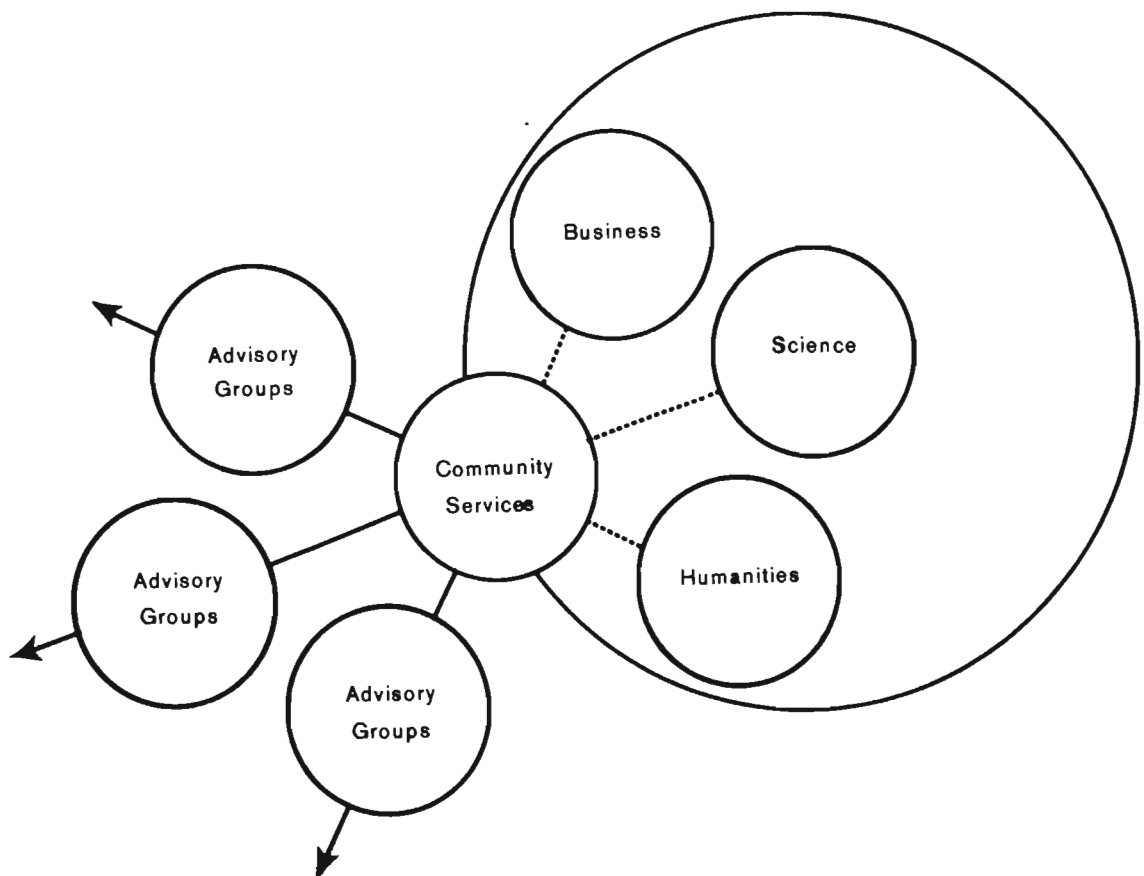 Business
Science
Advisory
Groups
Community
Services
Advisory
Groups
Humanities
Advisory
Groups